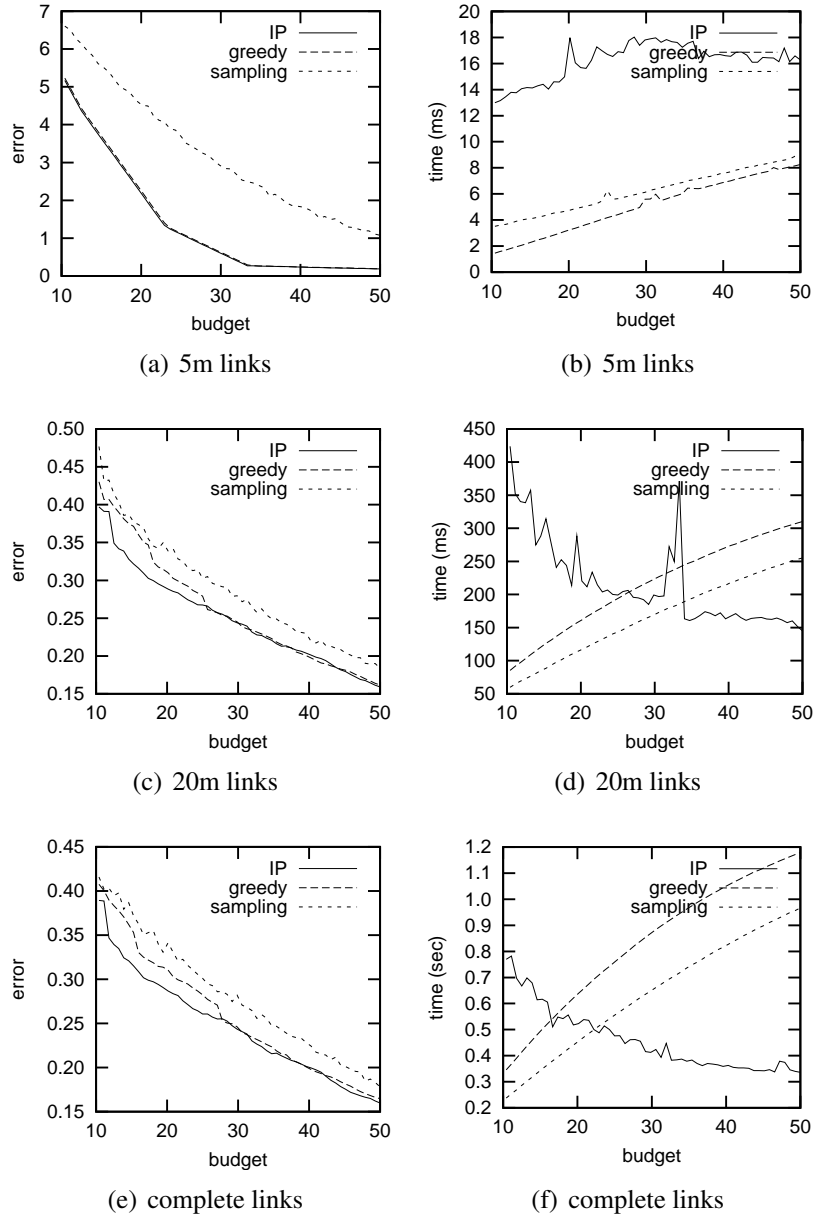 7
6
5
4
3
2
1
0
error
10 20 30 40 50
budget
IP
greedy
sampling
(a) 5m links
20
18
16
14
12
10
8
6
4
2
0
time (ms)
10 20 30 40 50
budget
IP
greedy
sampling
(b) 5m links
0.50
0.45
0.40
0.35
0.30
0.25
0.20
0.15
error
10 20 30 40 50
budget
IP
greedy
sampling
(c) 20m links
450
400
350
300
250
200
150
100
50
time (ms)
10 20 30 40 50
budget
IP
greedy
sampling
(d) 20m links
0.45
0.40
0.35
0.30
0.25
0.20
0.15
error
10 20 30 40 50
budget
IP
greedy
sampling
(e) complete links
1.2
1.1
1.0
0.9
0.8
0.7
0.6
0.5
0.4
0.3
0.2
time (sec)
10 20 30 40 50
budget
IP
greedy
sampling
(f) complete links